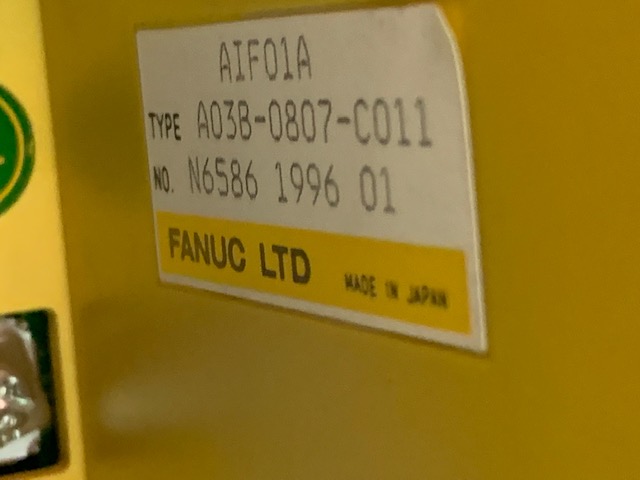 AIF01A
TYPE A03B-0807-C011
NO. N6586 1996 01
FANUC LTD MADE IN JAPAN